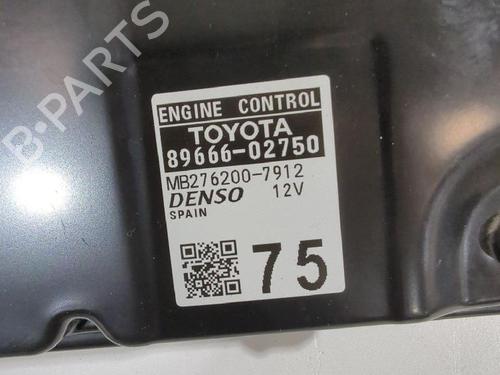 B-PARTS
ENGINE CONTROL
TOYOTA
89666-02750
MB276200-7912
DENSO 12V
SPAIN
75